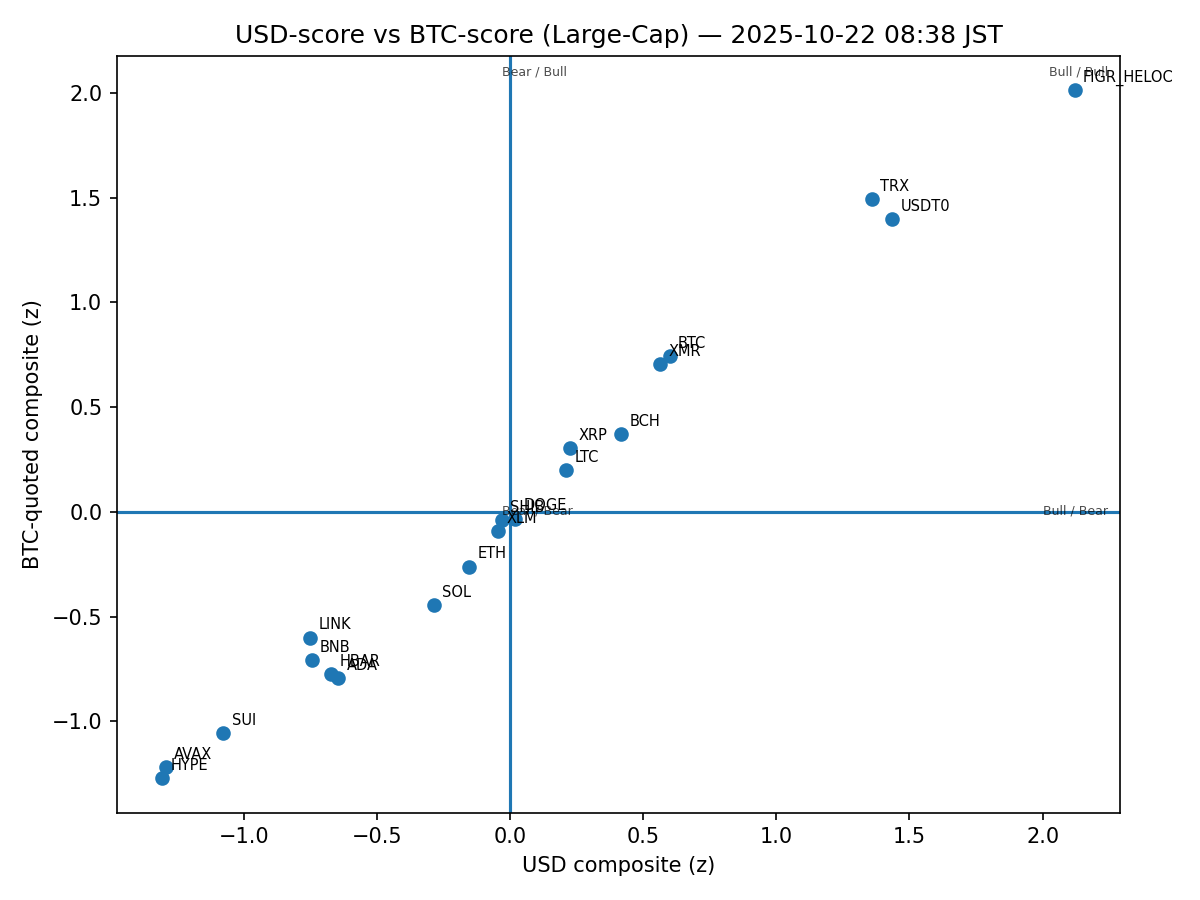 USD-score vs BTC-score (Large-Cap) — 2025-10-22 08:38 JST
Bear / Bull
Bull / Bull
FIGR_HELOC
2.0
TRX
1.5
USDT0
1.0
BTC
XMR
0.5
BCH
XRP
LTC
SHIB
DOGE
0.0
Bear / Bear
Bull / Bear
XLM
ETH
SOL
−0.5
LINK
BNB
HBAR
ADA
−1.0
SUI
AVAX
HYPE
BTC-quoted composite (z)
−1.0
−0.5
0.0
0.5
1.0
1.5
2.0
USD composite (z)